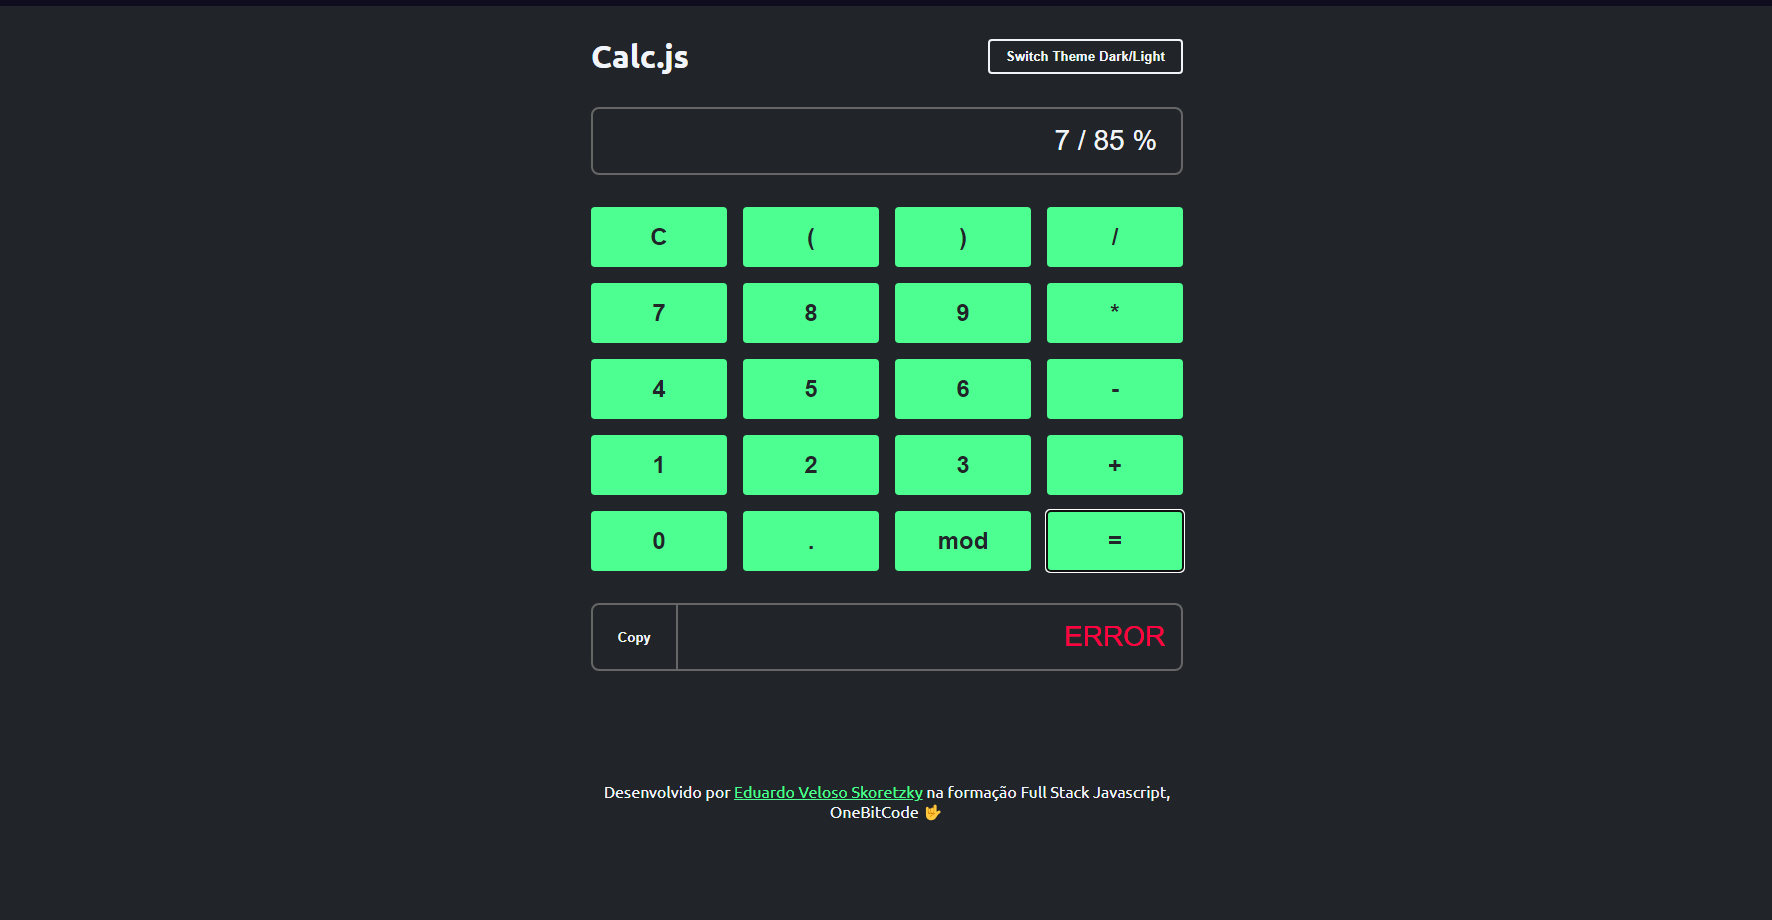 Calc.js
Switch Theme Dark/Light
7 / 85 %
C ( ) /
7 8 9 *
4 5 6 -
1 2 3 +
0 . mod =
Copy ERROR
Desenvolvido por Eduardo Veloso Skoretzky na formação Full Stack Javascript,
OneBitCode 🤟